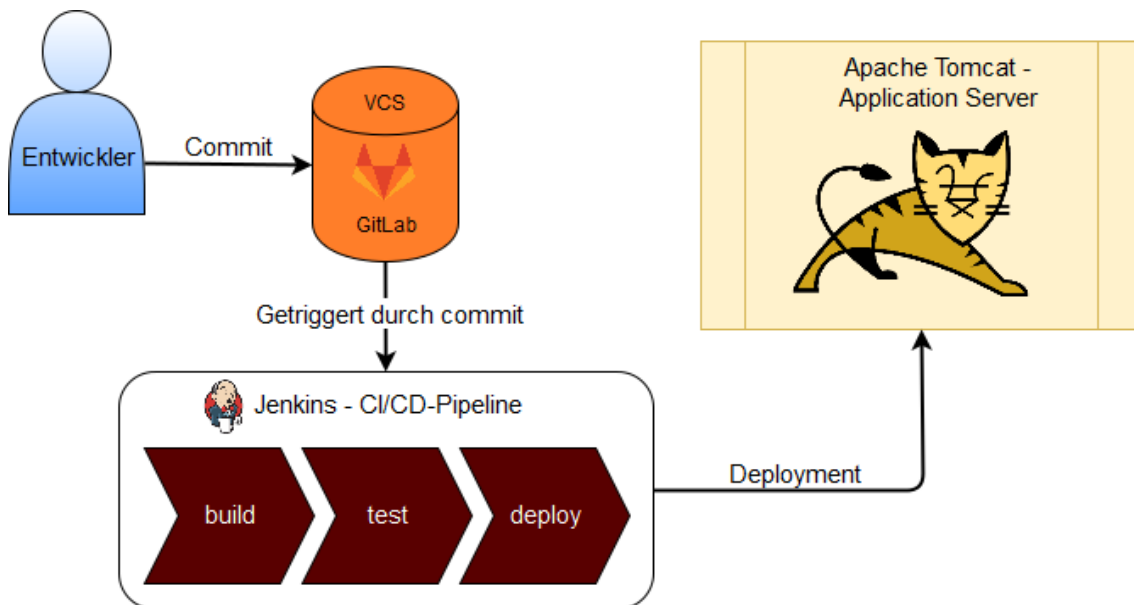 Entwickler
Commit
VCS
GitLab
Getriggert durch commit
Jenkins - CI/CD-Pipeline
build
test
deploy
Deployment
Apache Tomcat -
Application Server